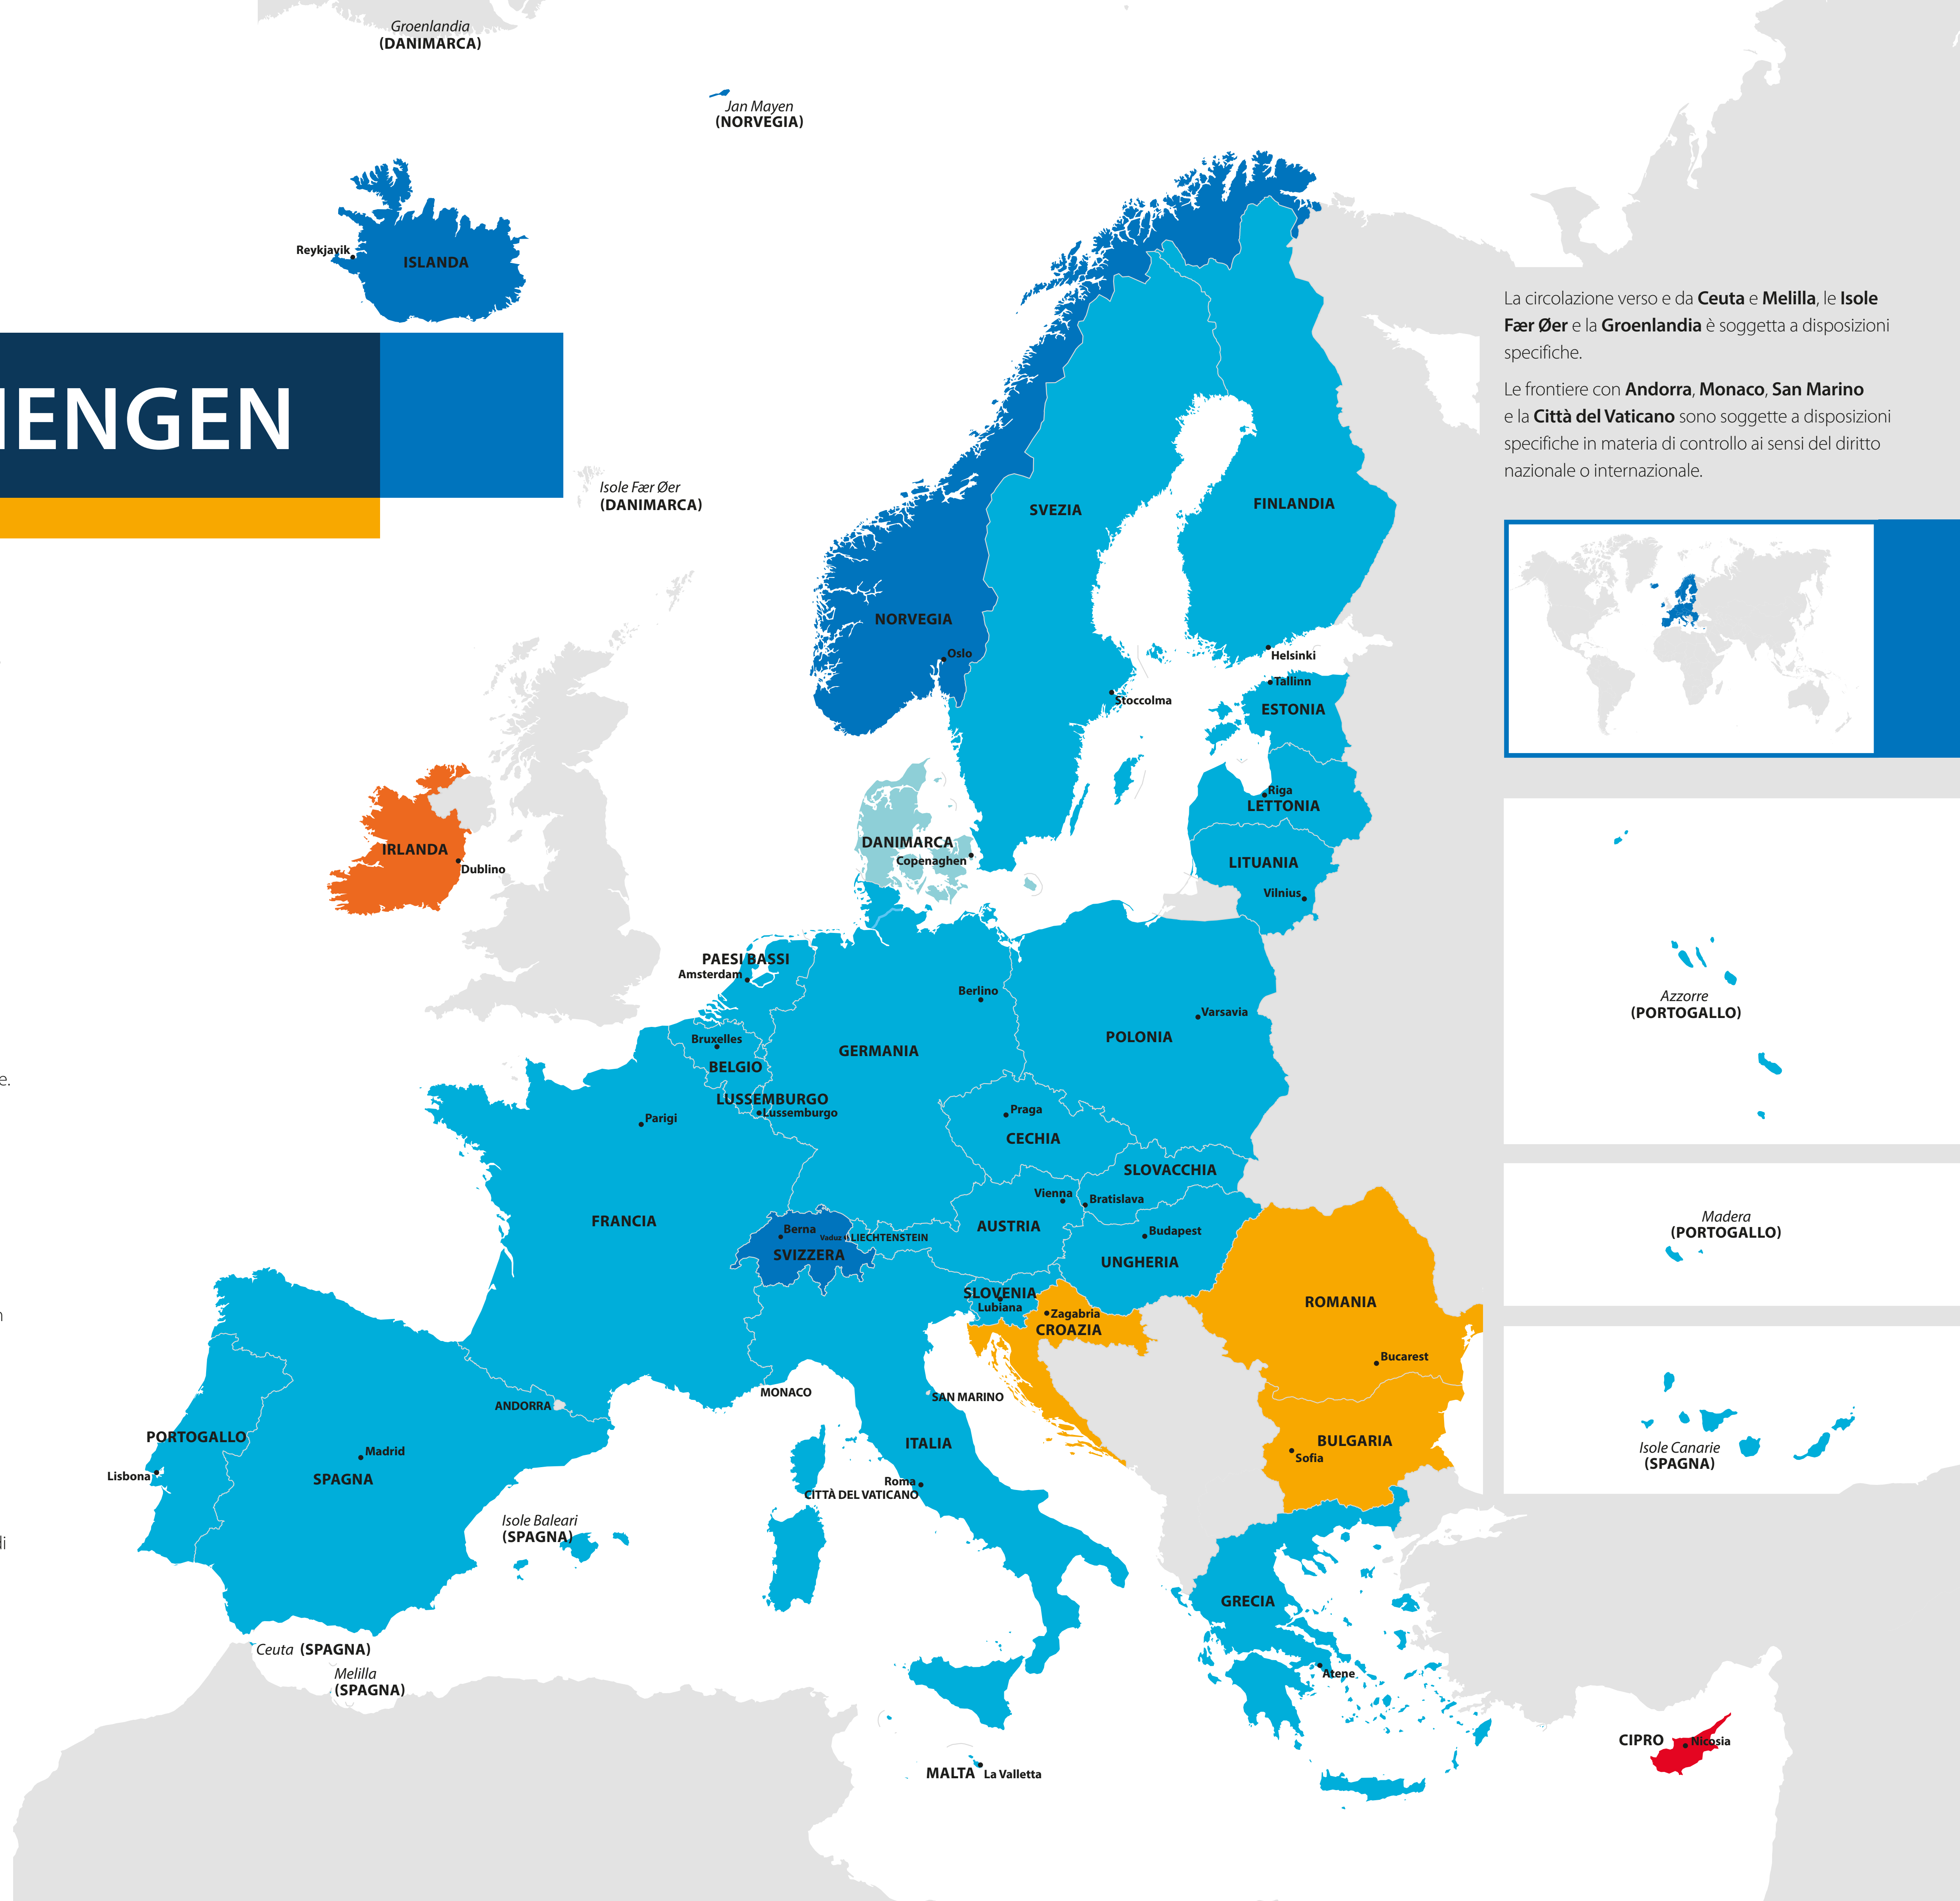 Groenlandia
(DANIMARCA)
Jan Mayen
(NORVEGIA)
Reykjavik
ISLANDA
La circolazione verso e da Ceuta e Melilla, le Isole
Fær Øer e la Groenlandia è soggetta a disposizioni
specifiche.
Le frontiere con Andorra, Monaco, San Marino
e la Città del Vaticano sono soggette a disposizioni
specifiche in materia di controllo ai sensi del diritto
nazionale o internazionale.
ENGEN
Isole Fær Øer
(DANIMARCA)
SVEZIA
FINLANDIA
NORVEGIA
Oslo
Helsinki
Tallinn
Stoccolma
ESTONIA
Riga
LETTONIA
DANIMARCA
Copenaghen
IRLANDA
Dublino
LITUANIA
Vilnius
PAESI BASSI
Amsterdam
Berlino
Varsavia
POLONIA
Azzorre
(PORTOGALLO)
Bruxelles
BELGIO
GERMANIA
e.
LUSSEMBURGO
Lussemburgo
Parigi
Praga
CECHIA
SLOVACCHIA
Vienna
Bratislava
FRANCIA
AUSTRIA
Berna
Vaduz
LIECHTENSTEIN
SVIZZERA
Budapest
UNGHERIA
Madera
(PORTOGALLO)
SLOVENIA
Lubiana
Zagabria
CROAZIA
ROMANIA
Bucarest
n
MONACO
SAN MARINO
ANDORRA
PORTOGALLO
Lisbona
Madrid
SPAGNA
ITALIA
BULGARIA
Sofia
Isole Canarie
(SPAGNA)
Roma
CITTÀ DEL VATICANO
Isole Baleari
(SPAGNA)
di
GRECIA
Atene
Ceuta (SPAGNA)
Melilla
(SPAGNA)
MALTA
La Valletta
CIPRO
Nicosia